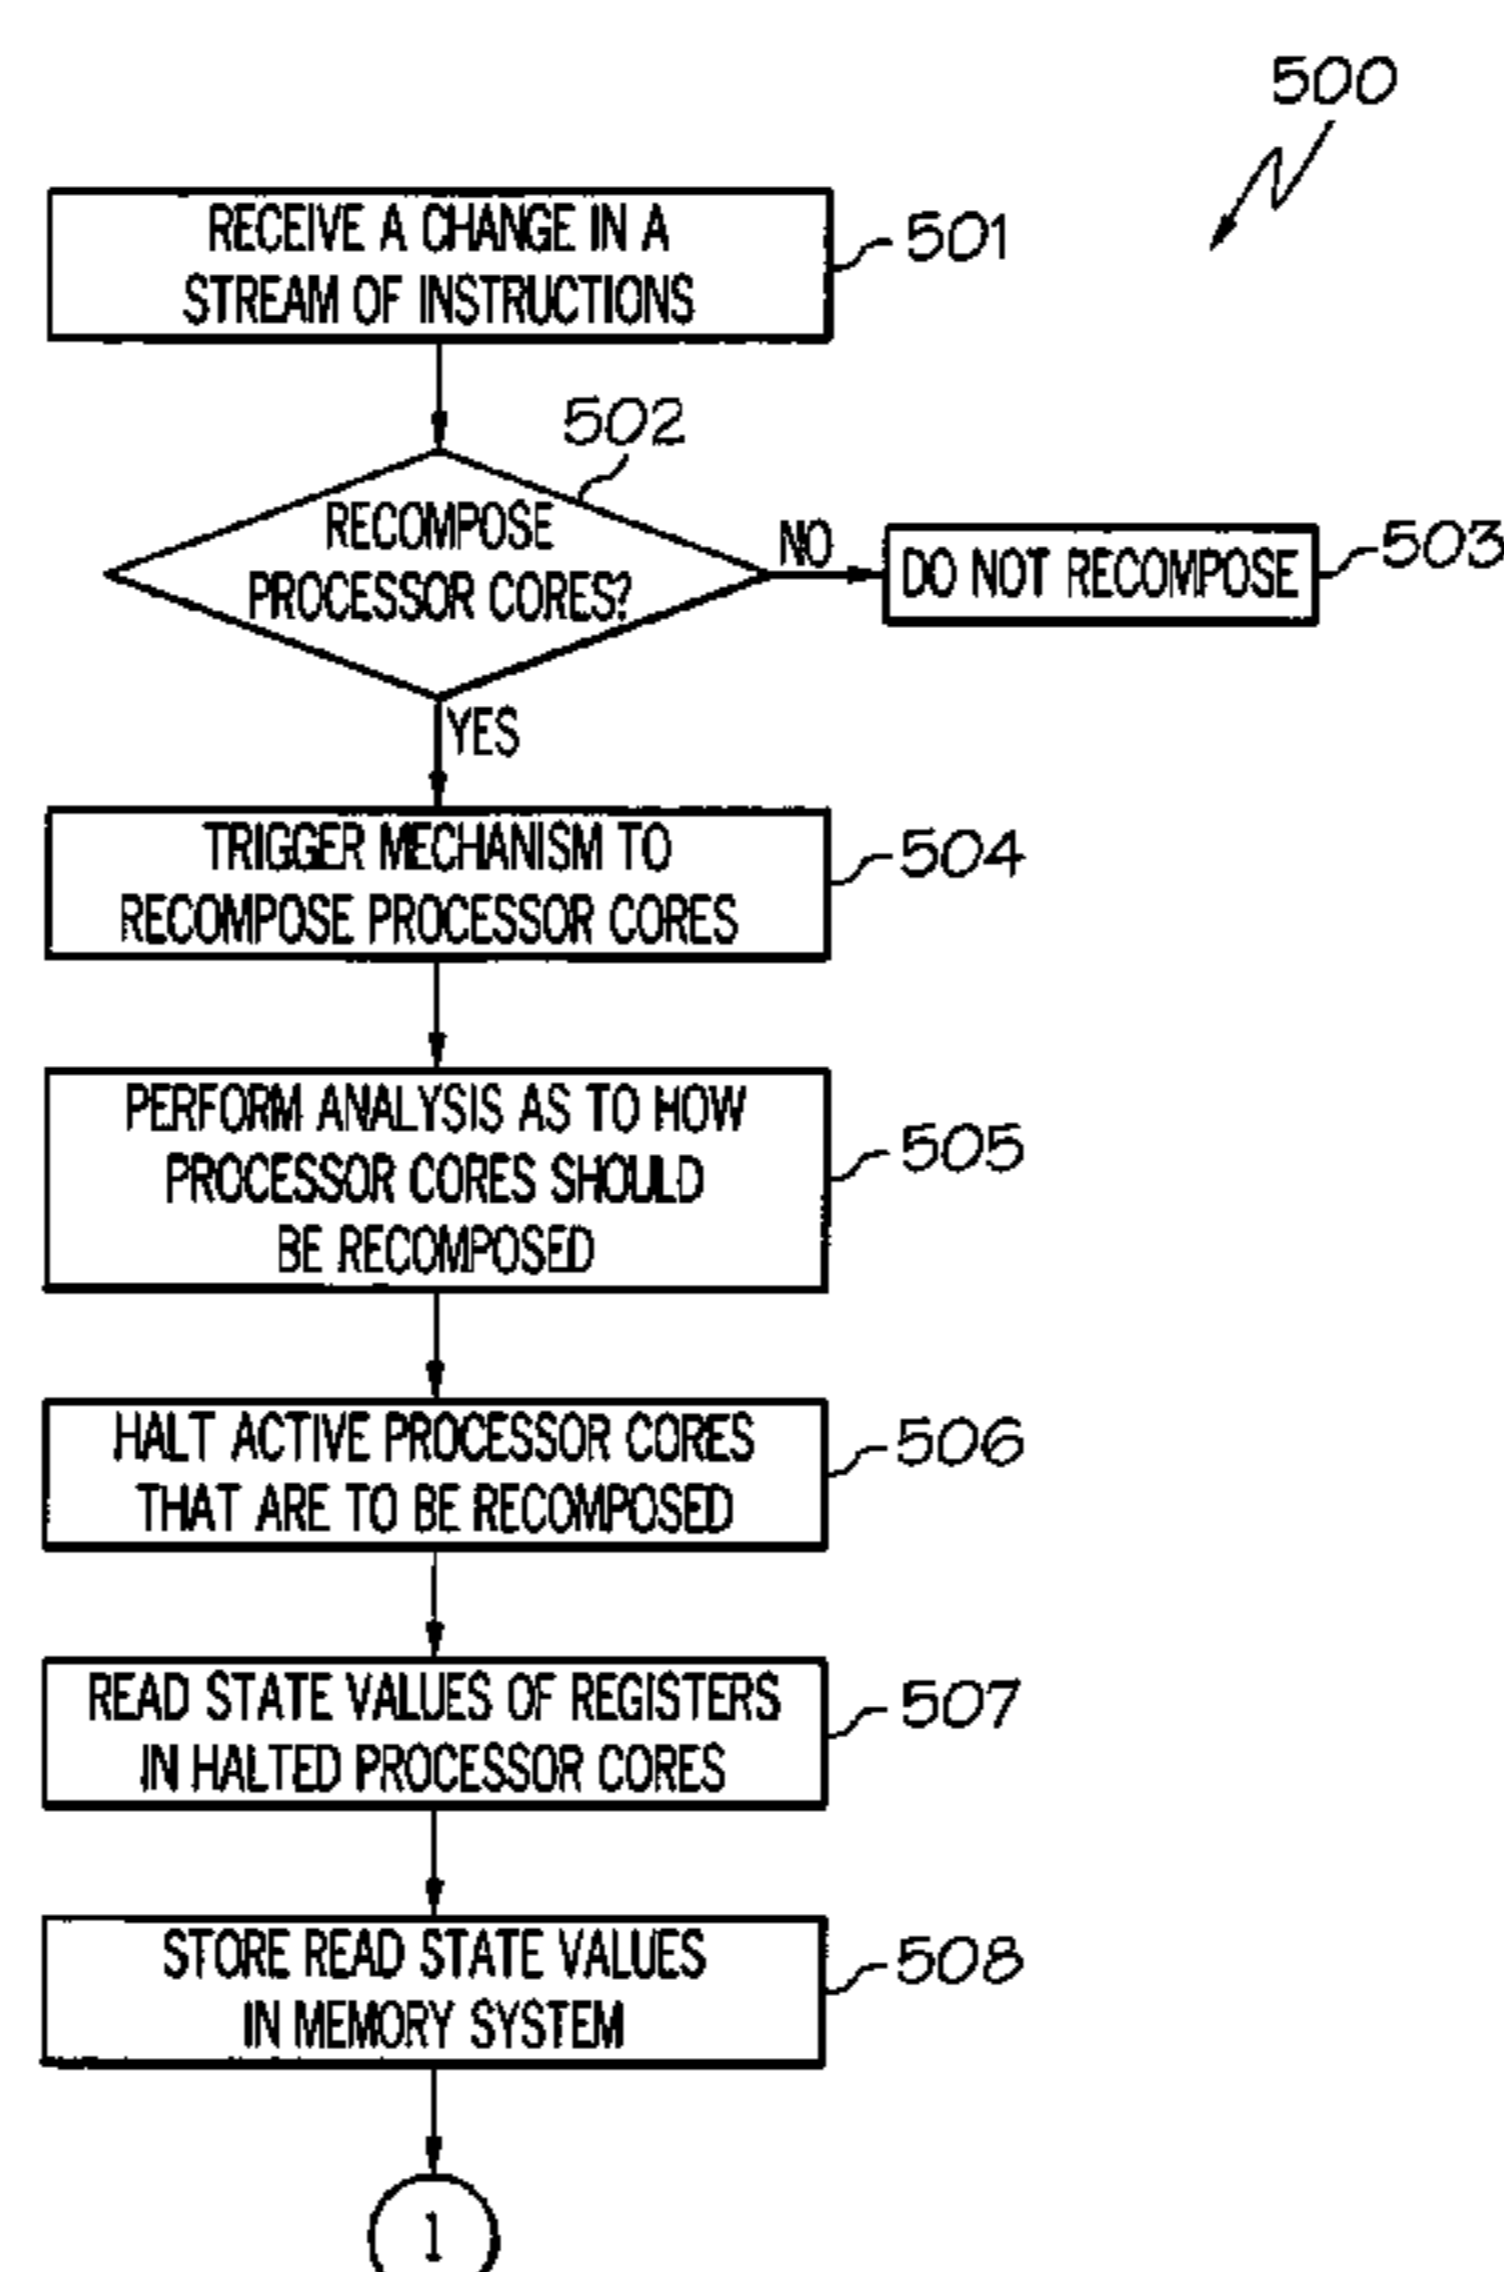 500
RECEIVE A CHANGE IN A
STREAM OF INSTRUCTIONS
501
502
RECOMPOSE
PROCESSOR CORES?
NO
DO NOT RECOMPOSE
503
YES
TRIGGER MECHANISM TO
RECOMPOSE PROCESSOR CORES
504
PERFORM ANALYSIS AS TO HOW
PROCESSOR CORES SHOULD
BE RECOMPOSED
505
HALT ACTIVE PROCESSOR CORES
THAT ARE TO BE RECOMPOSED
506
READ STATE VALUES OF REGISTERS
IN HALTED PROCESSOR CORES
507
STORE READ STATE VALUES
IN MEMORY SYSTEM
508
1